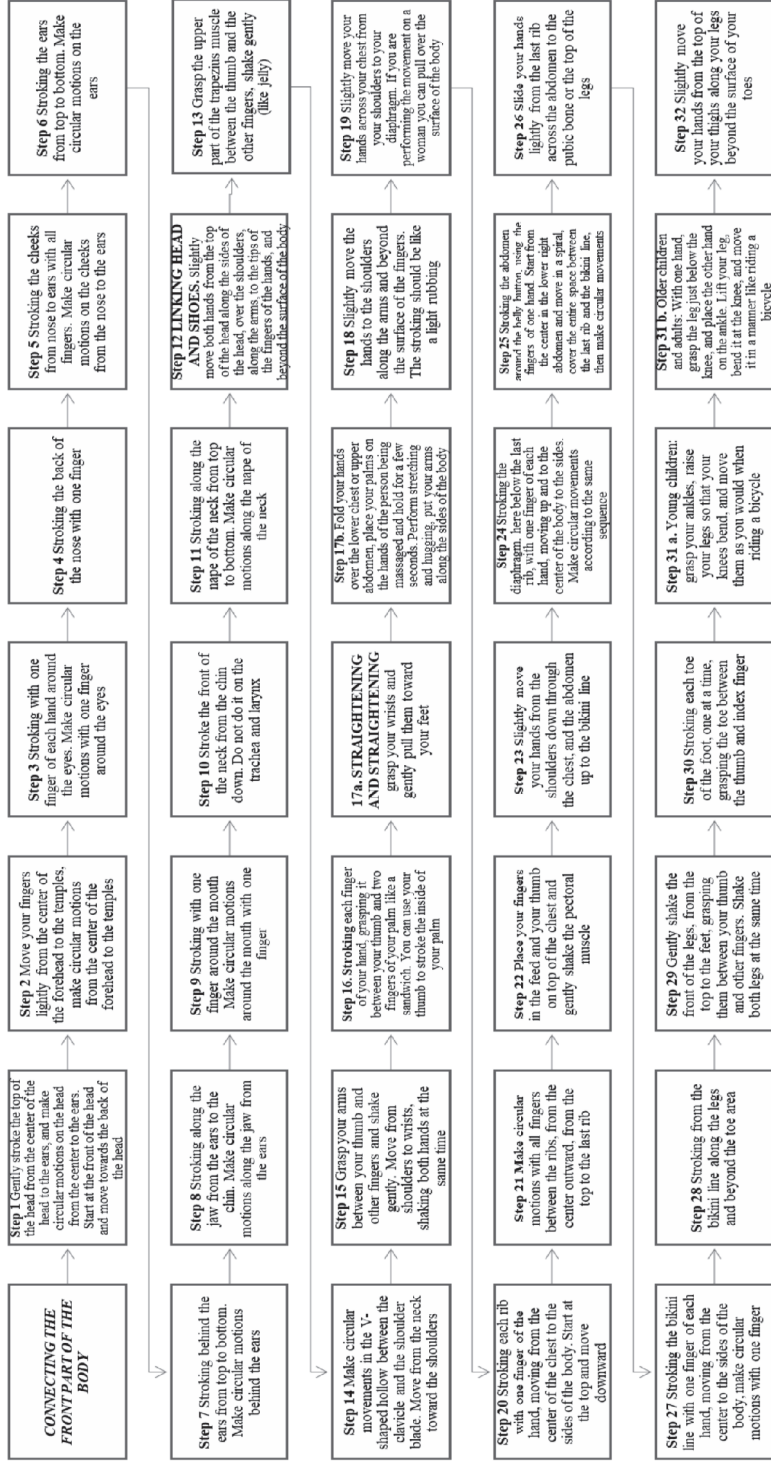 CONNECTING THE
FRONT PART OF THE
BODY
Step 1 Gently stroke the top of
the head from the center of the
head to the ears, and make
circular motions on the head
from the center to the ears.
Start at the front of the head
and move towards the back of
the head
Step 2 Move your fingers
lightly from the center of
the forehead to the temples,
make circular motions
from the center of the
forehead to the temples
Step 3 Stroking with one
finger of each hand around
the eyes. Make circular
motions with one finger
around the eyes
Step 4 Stroking the back of
the nose with one finger
Step 5 Stroking the cheeks
from nose to ears with all
fingers. Make circular
motions on the cheeks
from the nose to the ears
Step 6 Stroking the ears
from top to bottom. Make
circular motions on the
ears
Step 7 Stroking behind the
ears from top to bottom.
Make circular motions
behind the ears
Step 8 Stroking along the
jaw from the ears to the
chin. Make circular
motions along the jaw from
the ears
Step 9 Stroking with one
finger around the mouth
Make circular motions
around the mouth with one
finger
Step 10 Stroke the front of
the neck from the chin
down. Do not do it on the
trachea and larynx
Step 11 Stroking along the
nape of the neck from top
to bottom. Make circular
motions along the nape of
the neck
Step 12 LINKING HEAD
AND SHOES. Slightly
move both hands from the top
of the head along the sides of
the head, over the shoulders,
along the arms, to the tips of
the fingers of the hands, and
beyond the surface of the body
Step 13 Grasp the upper
part of the trapezius muscle
between the thumb and the
other fingers, shake gently
(like jelly)
Step 14 Make circular
movements in the V-
shaped hollow between the
clavicle and the shoulder
blade. Move from the neck
toward the shoulders
Step 15 Grasp your arms
between your thumb and
other fingers and shake
gently. Move from
shoulders to wrists,
shaking both hands at the
same time
Step 16. Stroking each finger
of your hand, grasping it
between your thumb and two
fingers of your palm like a
sandwich. You can use your
thumb to stroke the inside of
your palm
17a. STRAIGHTENING
AND STRAIGHTENING
grasp your wrists and
gently pull them toward
your feet
Step 17b. Fold your hands
over the lower chest or upper
abdomen, place your palms on
the hands of the person being
massaged and hold for a few
seconds. Perform stretching
and hugging, put your arms
along the sides of the body
Step 18 Slightly move the
hands to the shoulders
along the arms and beyond
the surface of the fingers.
The stroking should be like
a light rubbing
Step 19 Slightly move your
hands across your chest from
your shoulders to your
diaphragm. If you are
performing the movement on a
woman you can pull over the
surface of the body
Step 20 Stroking each rib
with one finger of the
hand, moving from the
center of the chest to the
sides of the body. Start at
the top and move
downward
Step 21 Make circular
motions with all fingers
between the ribs, from the
center outward, from the
top to the last rib
Step 22 Place your fingers
in the feed and your thumb
on top of the chest and
gently shake the pectoral
muscle
Step 23 Slightly move
your hands from the
shoulders down through
the chest, and the abdomen
up to the bikini line
Step 24 Stroking the
diaphragm, here below the last
rib, with one finger of each
hand, moving up and to the
center of the body to the sides.
Make circular movements
according to the same
sequence
Step 25 Stroking the abdomen
around the belly button, using the
fingers of one hand. Start from
the center in the lower right
abdomen and move in a spiral,
cover the entire space between
the last rib and the bikini line,
then make circular movements
Step 26 Slide your hands
lightly from the last rib
across the abdomen to the
pubic bone or the top of the
legs
Step 27 Stroking the bikini
line with one finger of each
hand, moving from the
center to the sides of the
body, make circular
motions with one finger
Step 28 Stroking from the
bikini line along the legs
and beyond the toe area
Step 29 Gently shake the
front of the legs, from the
top to the feet, grasping
them between your thumb
and other fingers. Shake
both legs at the same time
Step 30 Stroking each toe
of the foot, one at a time,
grasping the toe between
the thumb and index finger
Step 31 a. Young children:
grasp your ankles, raise
your legs so that your
knees bend, and move
them as you would when
riding a bicycle
Step 31 b. Older children
and adults: With one hand,
grasp the leg just below the
knee, and place the other hand
on the ankle. Lift your leg,
bend it at the knee, and move
it in a manner like riding a
bicycle
Step 32 Slightly move
your hands from the top of
your thighs along your legs
beyond the surface of your
toes